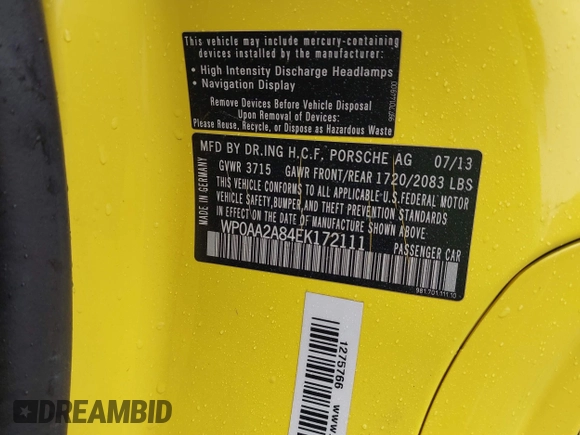 This vehicle may include mercury-containing
devices installed by the manufacturer:
• High Intensity Discharge Headlamps
• Navigation Display
Remove Devices Before Vehicle Disposal
Upon Removal of Devices:
Please Reuse, Recycle, or Dispose as Hazardous Waste
MFD BY DR.ING H.C.F. PORSCHE AG 07/13
GVWR 3715 GAWR FRONT/REAR 1720/2083 LBS
THIS VEHICLE CONFORMS TO ALL APPLICABLE U.S.FEDERAL MOTOR
VEHICLE SAFETY,BUMPER, AND THEFT PREVENTION STANDARDS
IN EFFECT ON THE DATE OF MANUFACTURE SHOWN ABOVE
WP0AA2A84EK172111
PASSENGER CAR
MADE IN GERMANY
981.701.111.10
1275766
DREAMBID